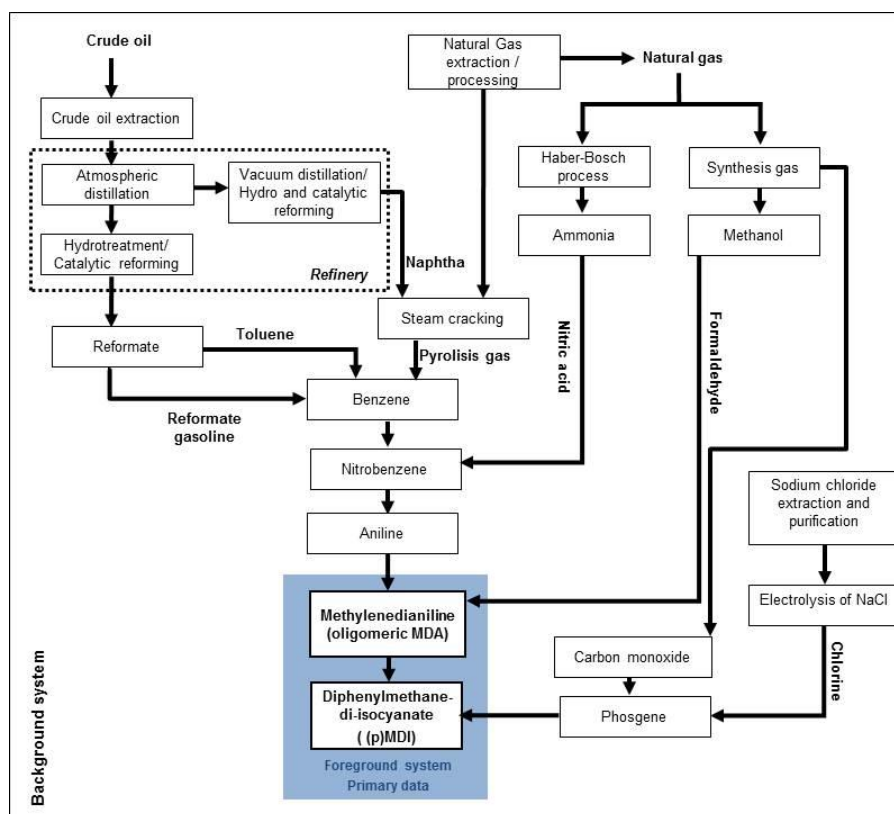 Crude oil
Natural Gas
extraction /
processing
Natural gas
Crude oil extraction
Atmospheric
distillation
Vacuum distillation/
Hydro and catalytic
reforming
Haber-Bosch
process
Synthesis gas
Hydrotreatment/
Catalytic reforming
Refinery
Ammonia
Methanol
Naphtha
Steam cracking
Reformate
Toluene
Pyrolisis gas
Nitric acid
Formaldehyde
Benzene
Reformate
gasoline
Nitrobenzene
Sodium chloride
extraction and
purification
Aniline
Methylenedianiline
(oligomeric MDA)
Electrolysis of NaCl
Carbon monoxide
Chlorine
Diphenylmethane-
di-isocyanate
( (p)MDI)
Phosgene
Foreground system
Primary data
Background system